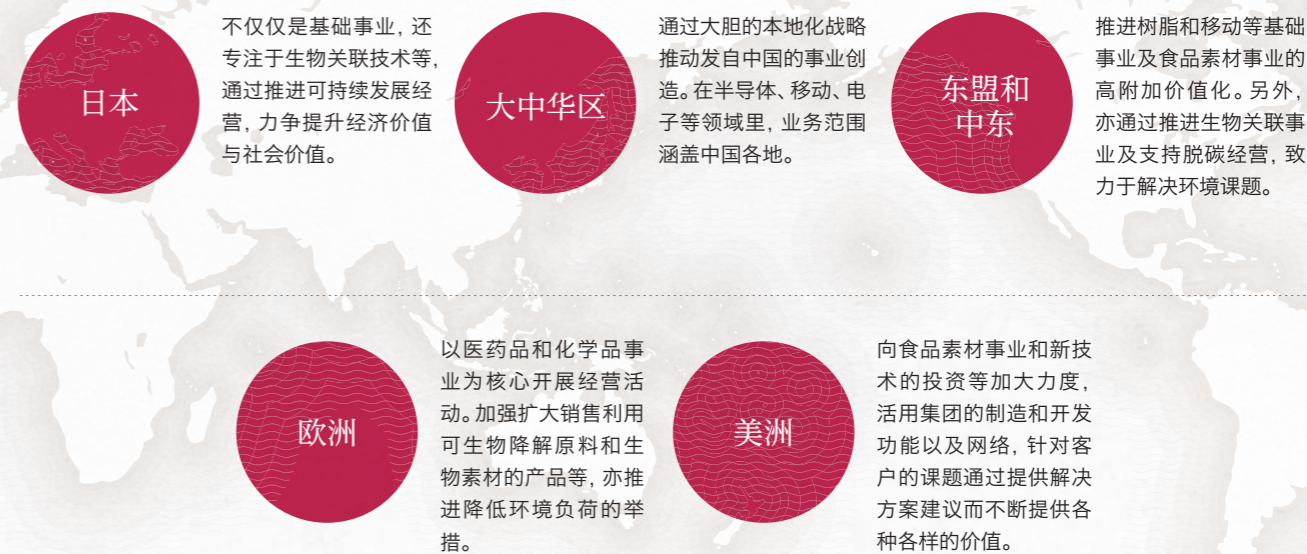 日本
不仅仅是基础事业, 还
专注于生物关联技术等,
通过推进可持续发展经
营, 力争提升经济价值
与社会价值。
大中华区
通过大胆的本地化战略
推动发自中国的事业创
造。在半导体、移动、电
子等领域里, 业务范围
涵盖中国各地。
东盟和
中东
推进树脂和移动等基础
事业及食品素材事业的
高附加价值化。另外,
亦通过推进生物关联事
业及支持脱碳经营, 致
力于解决环境课题。
欧洲
以医药品和化学品事
业为核心开展经营活
动。加强扩大销售利用
可生物降解原料和生
物素材的产品等, 亦推
进降低环境负荷的举
措。
美洲
向食品素材事业和新技
术的投资等加大力度,
活用集团的制造和开发
功能以及网络, 针对客
户的课题通过提供解决
方案建议而不断提供各
种各样的价值。